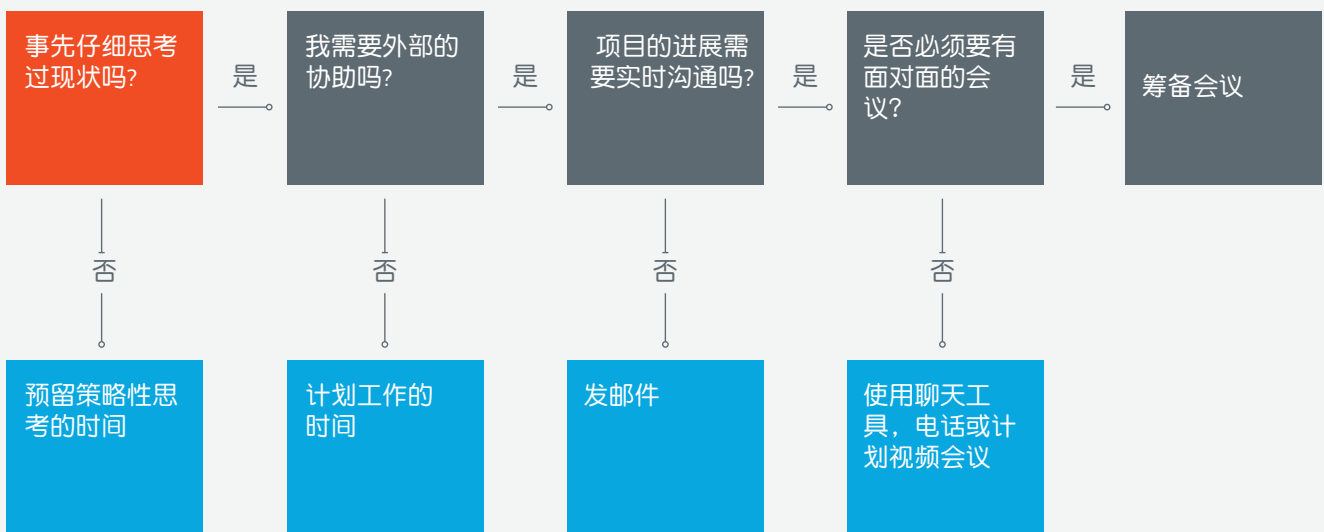 事先仔细思考
过现状吗?
是
我需要外部的
协助吗?
是
项目的进展需
要实时沟通吗?
是
是否必须要有
面对面的会
议?
是
筹备会议
否
否
否
否
预留策略性思
考的时间
计划工作的
时间
发邮件
使用聊天工
具，电话或计
划视频会议